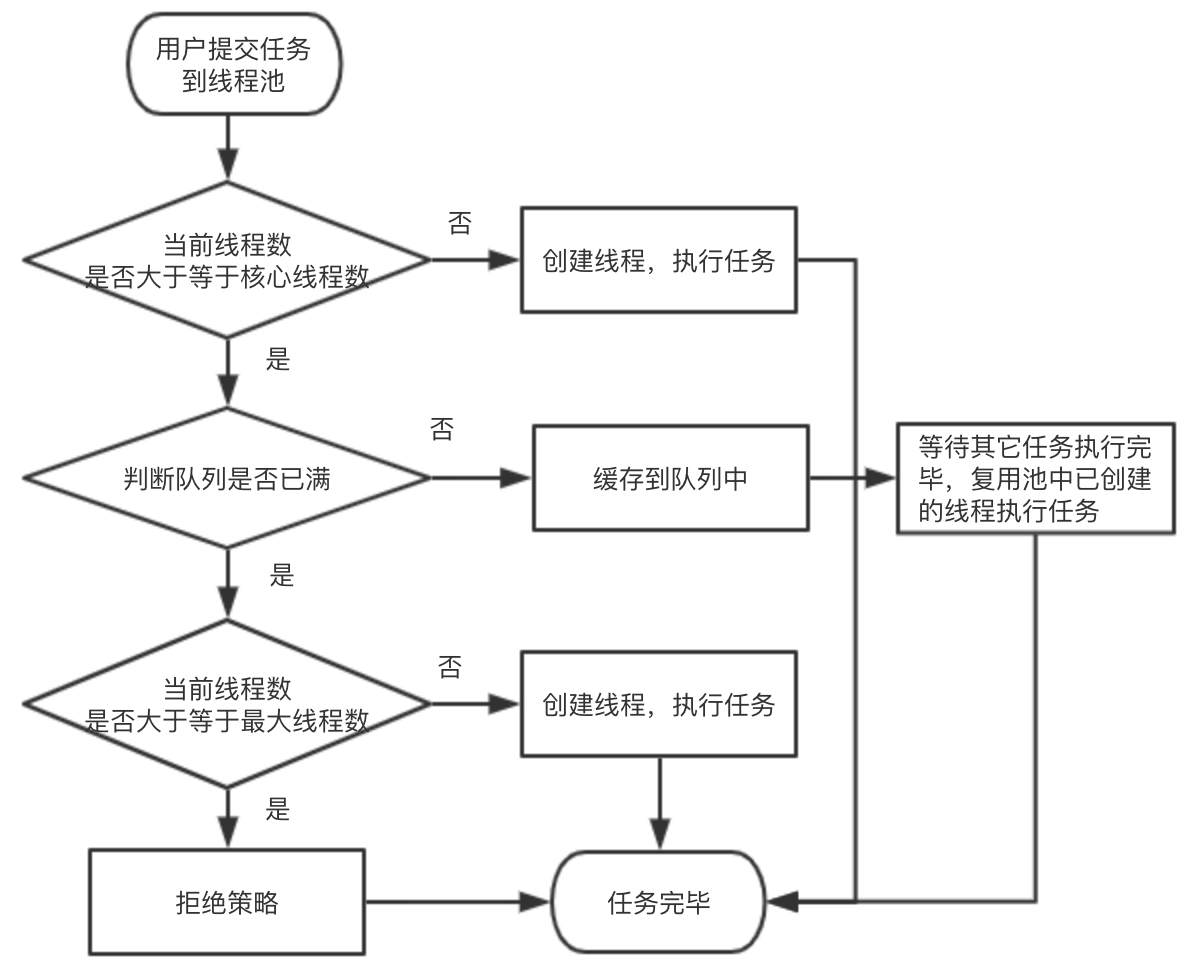 用户提交任务
到线程池
当前线程数
是否大于等于核心线程数
否
创建线程，执行任务
是
判断队列是否已满
否
缓存到队列中
等待其它任务执行完
毕，复用池中已创建
的线程执行任务
是
当前线程数
是否大于等于最大线程数
否
创建线程，执行任务
是
拒绝策略
任务完毕